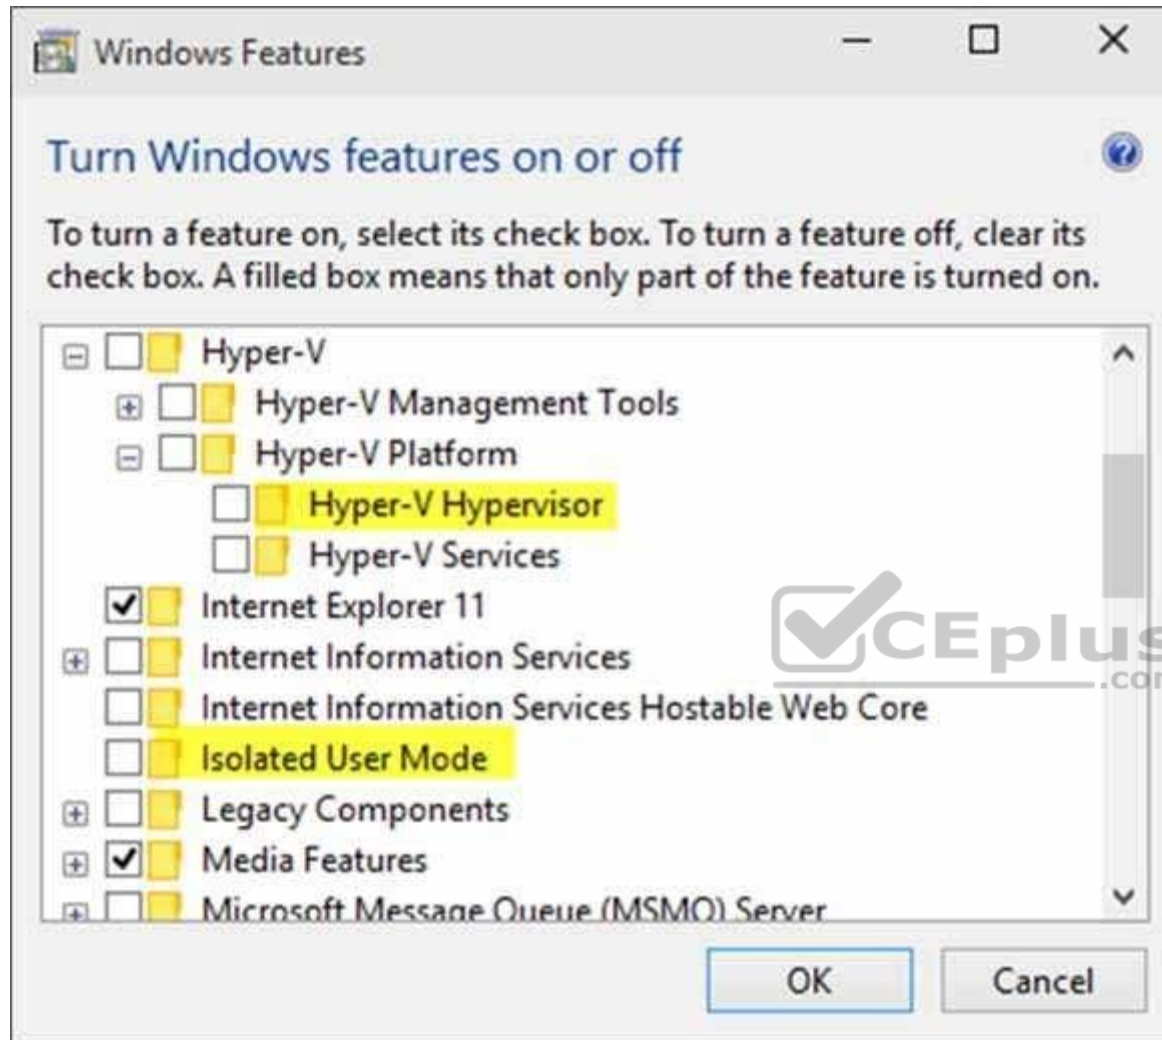 Windows Features
Turn Windows features on or off
To turn a feature on, select its check box. To turn a feature off, clear its
check box. A filled box means that only part of the feature is turned on.
Hyper-V
Hyper-V Management Tools
Hyper-V Platform
Hyper-V Hypervisor
Hyper-V Services
Internet Explorer 11
Internet Information Services
Internet Information Services Hostable Web Core
Isolated User Mode
Legacy Components
Media Features
Microsoft Message Queue (MSMQ) Server
CEplus
.com
OK
Cancel